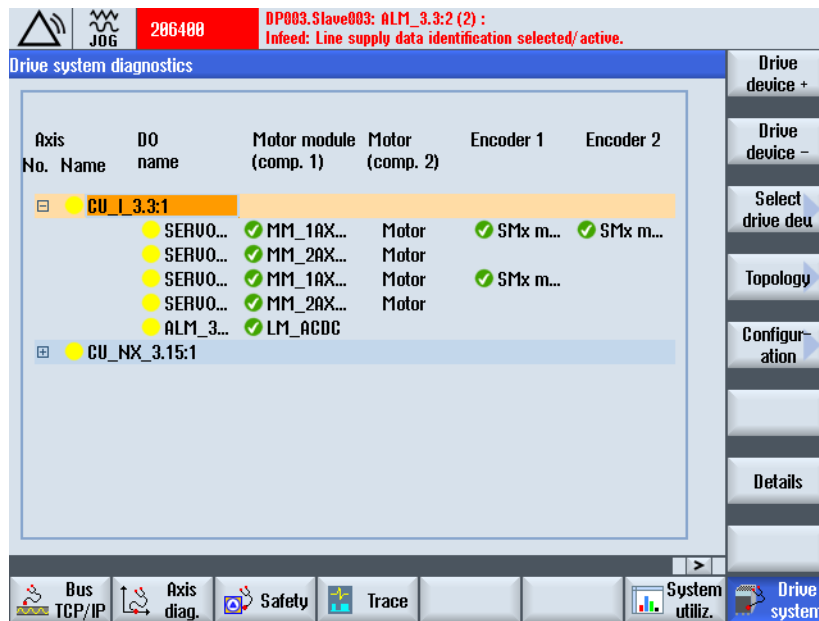 JOG
206400
DP003.Slave003: ALM_3.3:2 (2) :
Infeed: Line supply data identification selected/active.
Drive system diagnostics
Drive
device +
Drive
device -
Select
drive dev
Topology
Configur-
ation
Details
Axis DO Motor module Motor Encoder 1 Encoder 2
No. Name name (comp. 1) (comp. 2)
CU_I_3.3:1
SERVO... MM_1AX... Motor SMx m... SMx m...
SERVO... MM_2AX... Motor
SERVO... MM_1AX... Motor SMx m...
SERVO... MM_2AX... Motor
ALM_3... LM_ACDC
CU_NX_3.15:1
>
Bus
TCP/IP
Axis
diag.
Safety
Trace
System
utiliz.
Drive
system